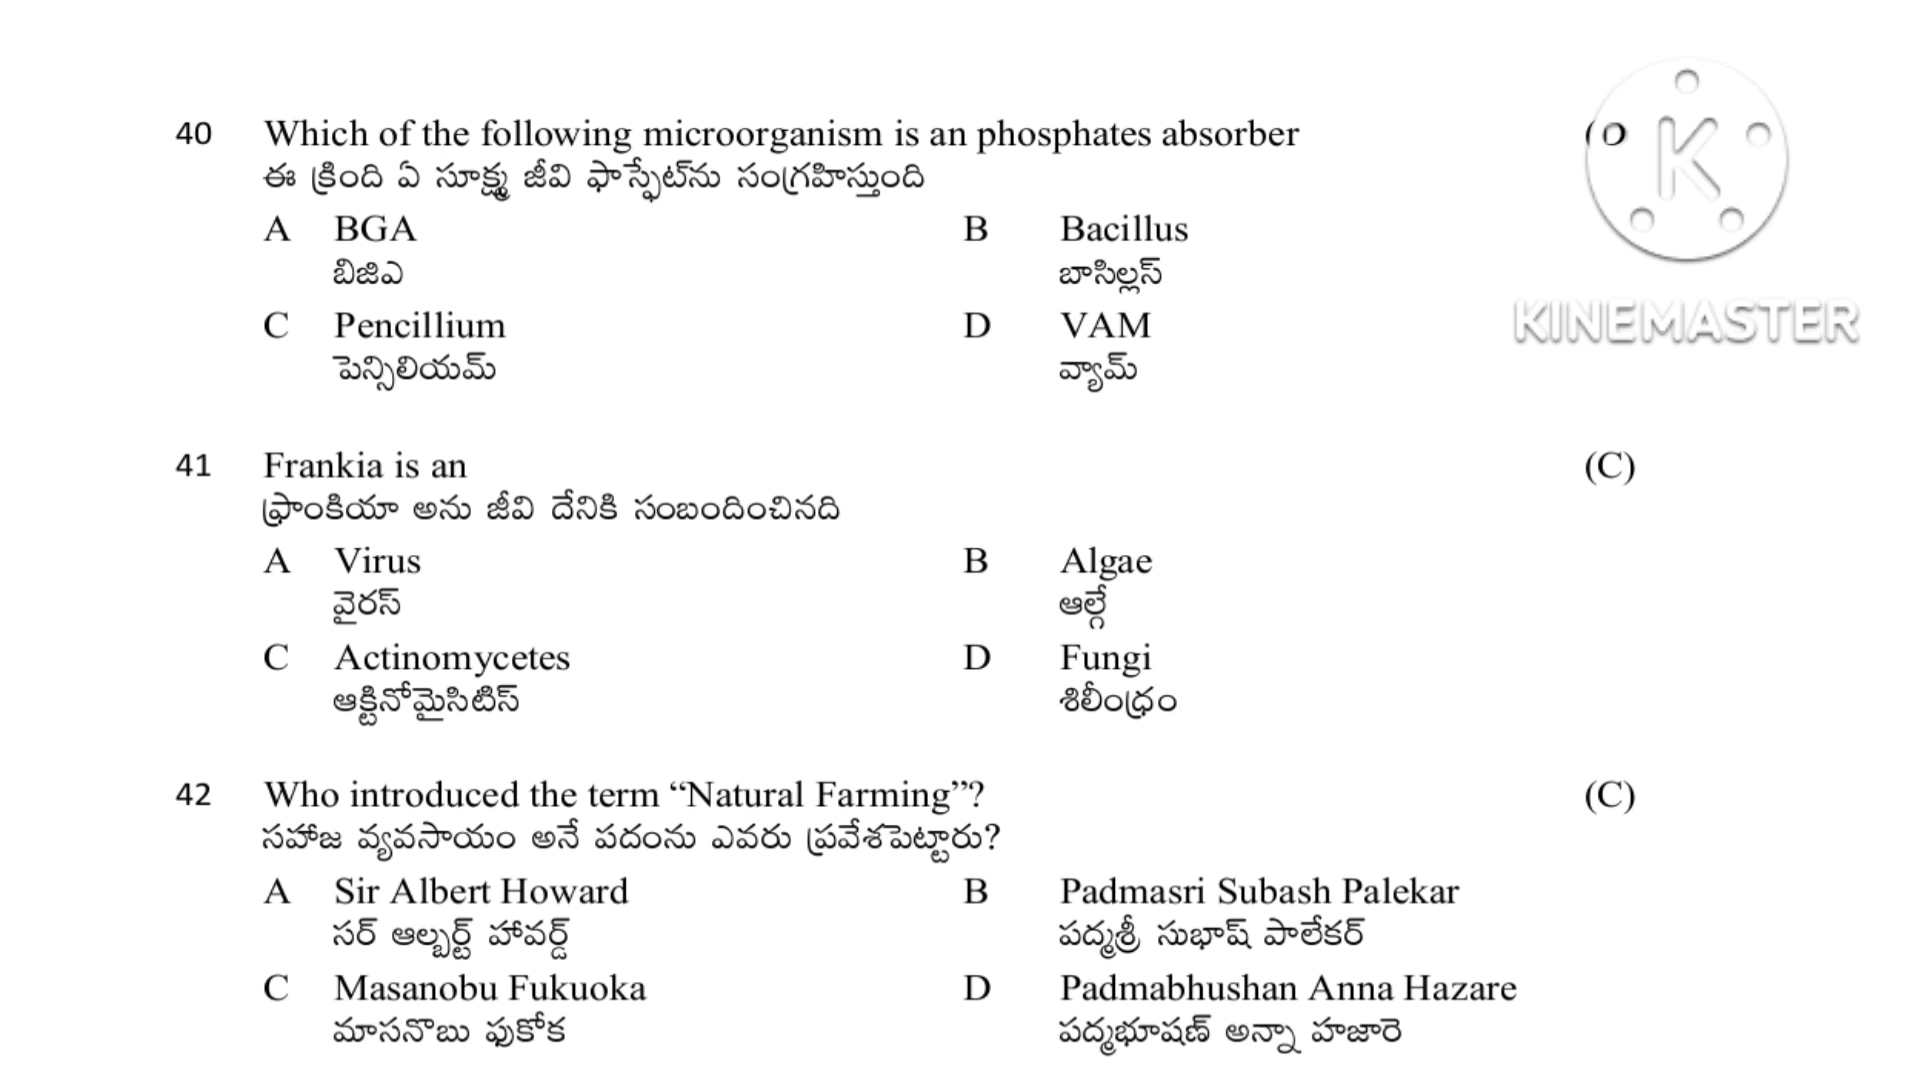 40 Which of the following microorganism is an phosphates absorber
ఈ క్రింది ఏ సూక్ష్మ జీవి ఫాస్ఫేట్‌ను సంగ్రహిస్తుంది
A BGA B Bacillus
బిజిఎ బాసిల్లస్
C Pencillium D VAM
పెన్సిలియమ్ వ్యామ్
KINEMASTER
41 Frankia is an (C)
ఫ్రాంకియా అను జీవి దేనికి సంబందించినది
A Virus B Algae
వైరస్ ఆల్గే
C Actinomycetes D Fungi
ఆక్టినోమైసిటిస్ శిలీంధ్రం
42 Who introduced the term “Natural Farming”? (C)
సహాజ వ్యవసాయం అనే పదంను ఎవరు ప్రవేశపెట్టారు?
A Sir Albert Howard B Padmasri Subash Palekar
సర్ ఆల్బర్ట్ హావర్డ్ పద్మశ్రీ సుభాష్ పాలేకర్
C Masanobu Fukuoka D Padmabhushan Anna Hazare
మాసనొబు ఫుకోక పద్మభూషణ్ అన్నా హజారె